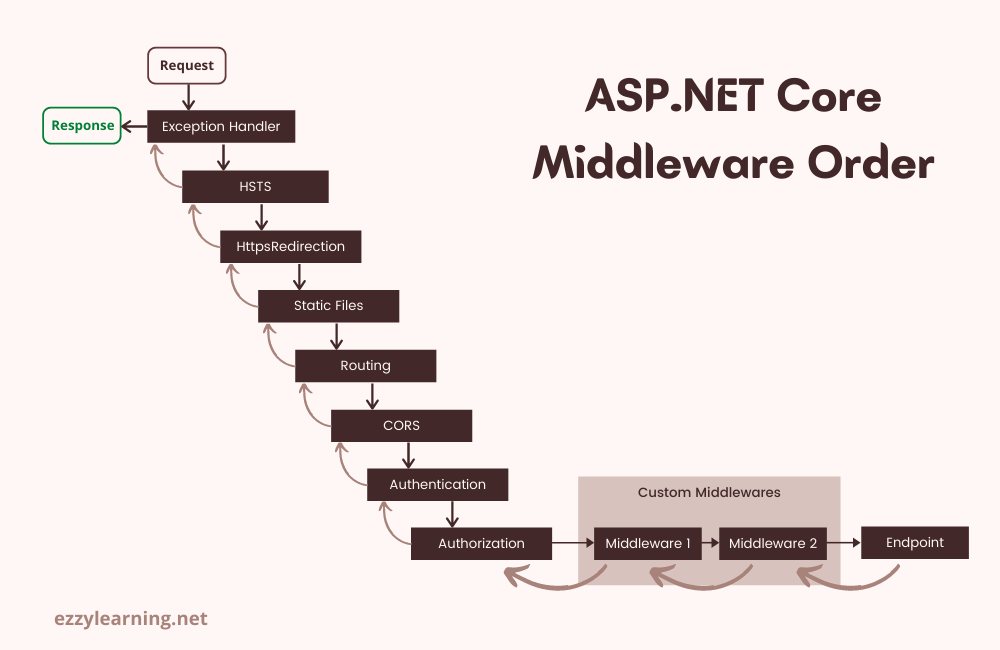 Request
ASP.NET Core
Middleware Order
Response
Exception Handler
HSTS
HttpsRedirection
Static Files
Routing
CORS
Authentication
Custom Middlewares
Authorization
Middleware 1
Middleware 2
Endpoint
ezzylearning.net